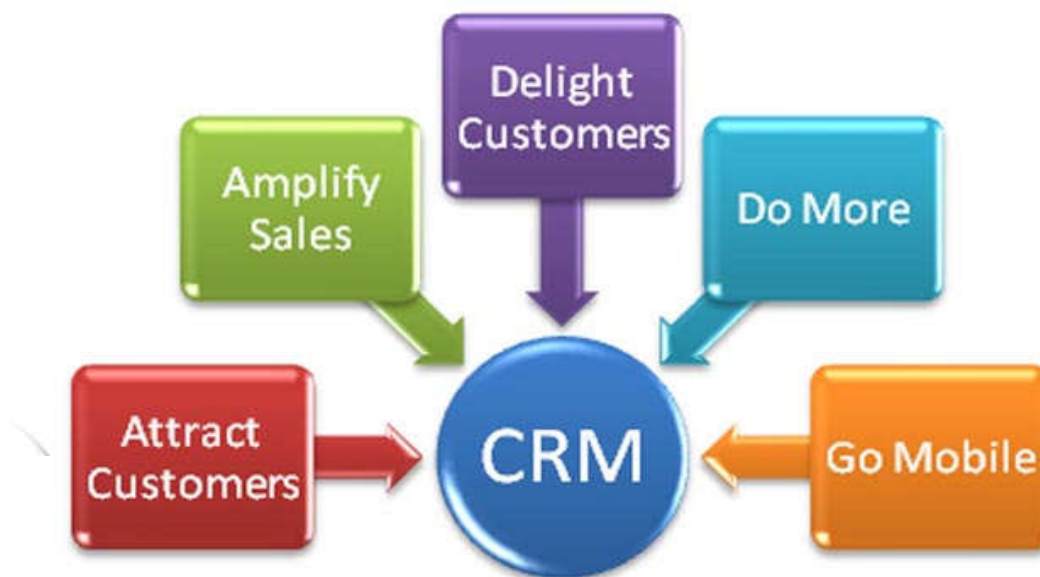 Delight
Customers
Amplify
Sales
Do More
Attract
Customers
CRM
Go Mobile